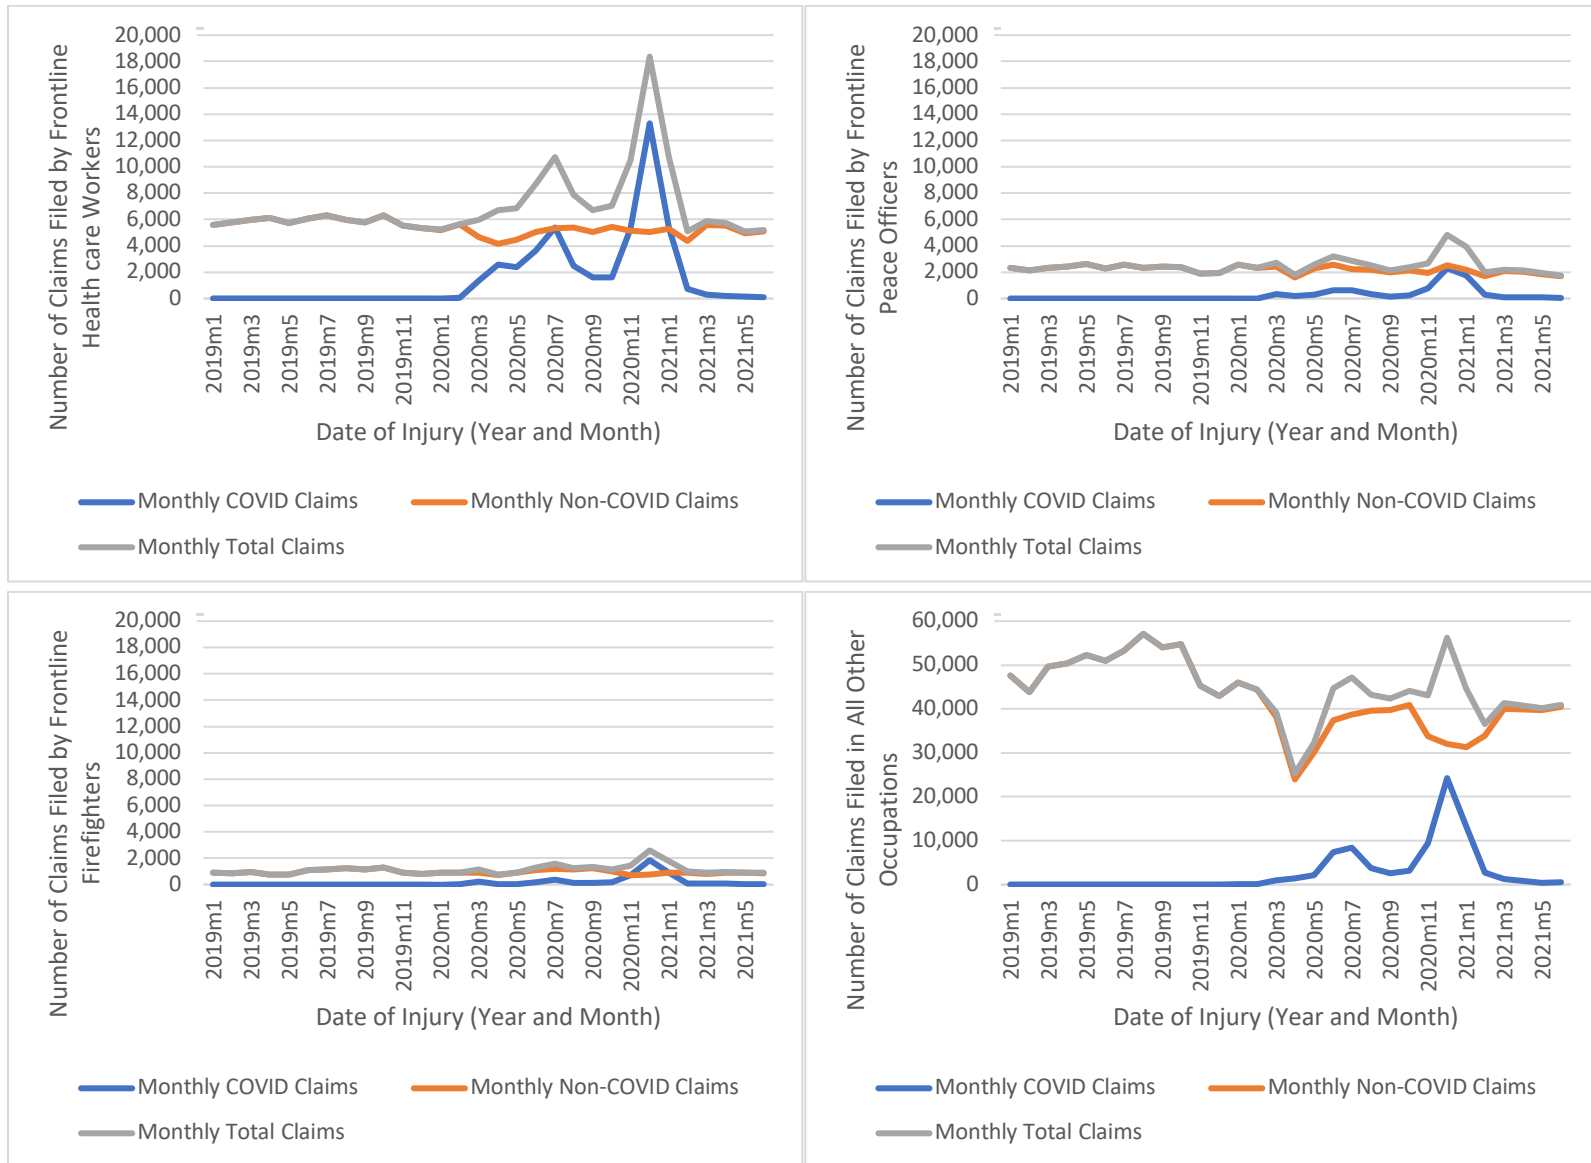 Number of Claims Filed by Frontline
Health care Workers
20,000
18,000
16,000
14,000
12,000
10,000
8,000
6,000
4,000
2,000
0
2019m1
2019m3
2019m5
2019m7
2019m9
2019m11
2020m1
2020m3
2020m5
2020m7
2020m9
2020m11
2021m1
2021m3
2021m5
Date of Injury (Year and Month)
Monthly COVID Claims
Monthly Non-COVID Claims
Monthly Total Claims
Number of Claims Filed by Frontline
Peace Officers
20,000
18,000
16,000
14,000
12,000
10,000
8,000
6,000
4,000
2,000
0
2019m1
2019m3
2019m5
2019m7
2019m9
2019m11
2020m1
2020m3
2020m5
2020m7
2020m9
2020m11
2021m1
2021m3
2021m5
Date of Injury (Year and Month)
Monthly COVID Claims
Monthly Non-COVID Claims
Monthly Total Claims
Number of Claims Filed by Frontline
Firefighters
20,000
18,000
16,000
14,000
12,000
10,000
8,000
6,000
4,000
2,000
0
2019m1
2019m3
2019m5
2019m7
2019m9
2019m11
2020m1
2020m3
2020m5
2020m7
2020m9
2020m11
2021m1
2021m3
2021m5
Date of Injury (Year and Month)
Monthly COVID Claims
Monthly Non-COVID Claims
Monthly Total Claims
Number of Claims Filed in All Other
Occupations
60,000
50,000
40,000
30,000
20,000
10,000
0
2019m1
2019m3
2019m5
2019m7
2019m9
2019m11
2020m1
2020m3
2020m5
2020m7
2020m9
2020m11
2021m1
2021m3
2021m5
Date of Injury (Year and Month)
Monthly COVID Claims
Monthly Non-COVID Claims
Monthly Total Claims